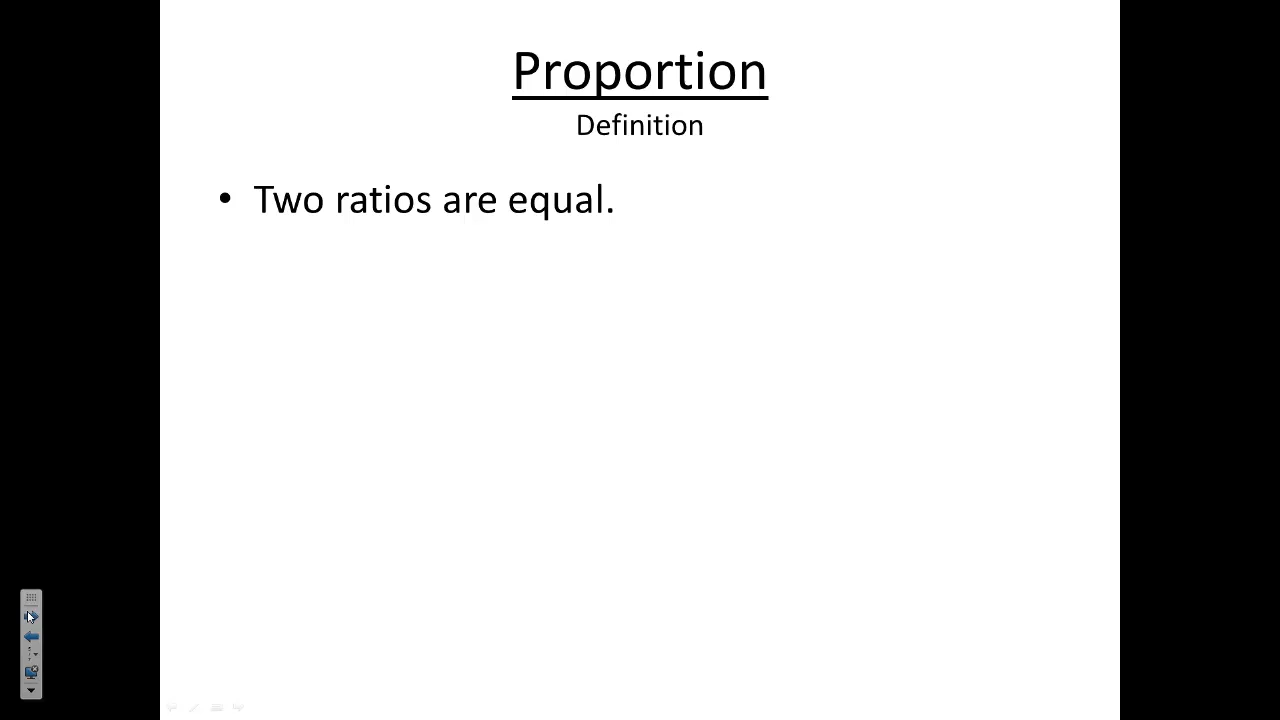 Proportion
Definition
• Two ratios are equal.